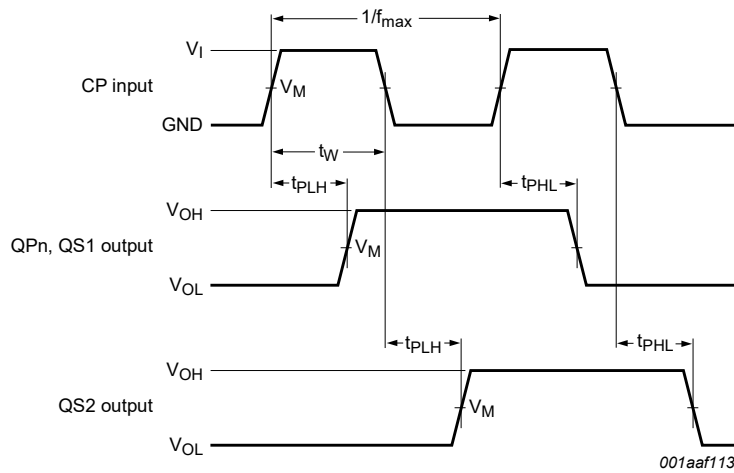 1/fmax
VI
CP input
VM
GND
tW
tPLH
tPHL
VOH
QPn, QS1 output
VM
VOL
tPLH
tPHL
VOH
QS2 output
VM
VOL
001aaf113